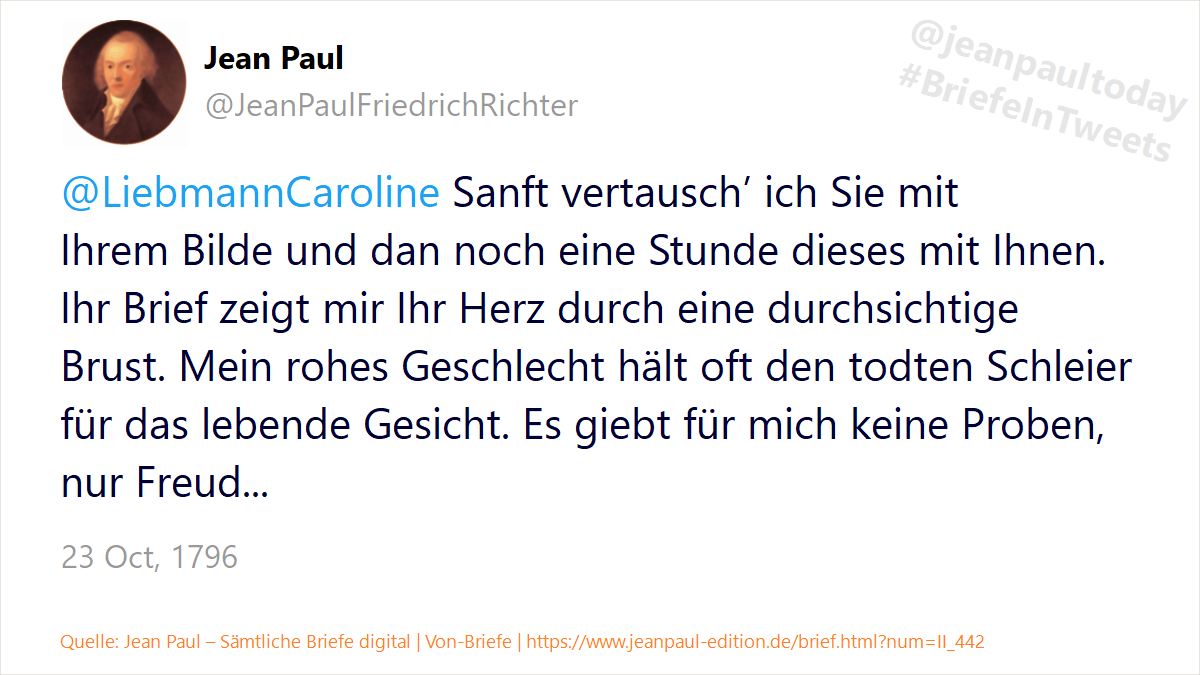 Jean Paul
@JeanPaulFriedrichRichter
@jeanpaultoday
#BriefeInTweets
@LiebmannCaroline Sanft vertausch’ ich Sie mit
Ihrem Bilde und dan noch eine Stunde dieses mit Ihnen.
Ihr Brief zeigt mir Ihr Herz durch eine durchsichtige
Brust. Mein rohes Geschlecht hält oft den todten Schleier
für das lebende Gesicht. Es giebt für mich keine Proben,
nur Freud...
23 Oct, 1796
Quelle: Jean Paul – Sämtliche Briefe digital | Von-Briefe | https://www.jeanpaul-edition.de/brief.html?num=II_442